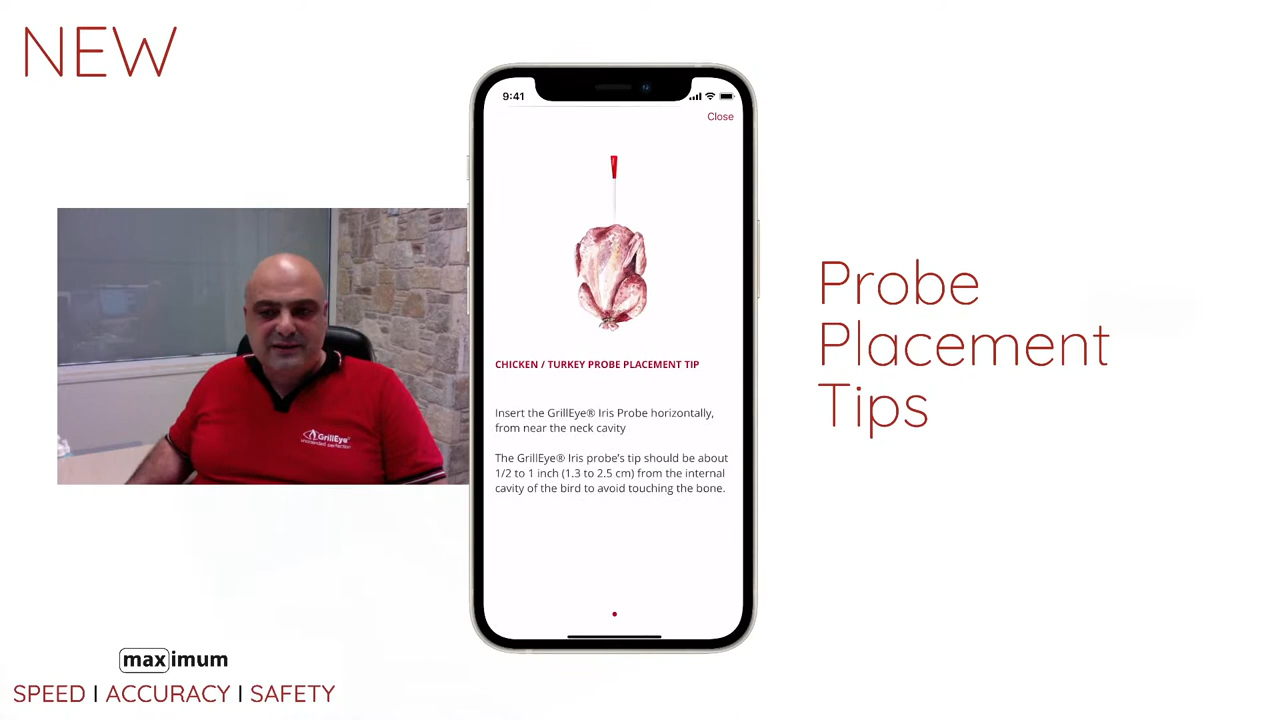 NEW
9:41
Close
CHICKEN / TURKEY PROBE PLACEMENT TIP
Insert the GrillEye® Iris Probe horizontally,
from near the neck cavity
The GrillEye® Iris probe's tip should be about
1/2 to 1 inch (1.3 to 2.5 cm) from the internal
cavity of the bird to avoid touching the bone.
Probe
Placement
Tips
GrillEye®
maximum
SPEED | ACCURACY | SAFETY